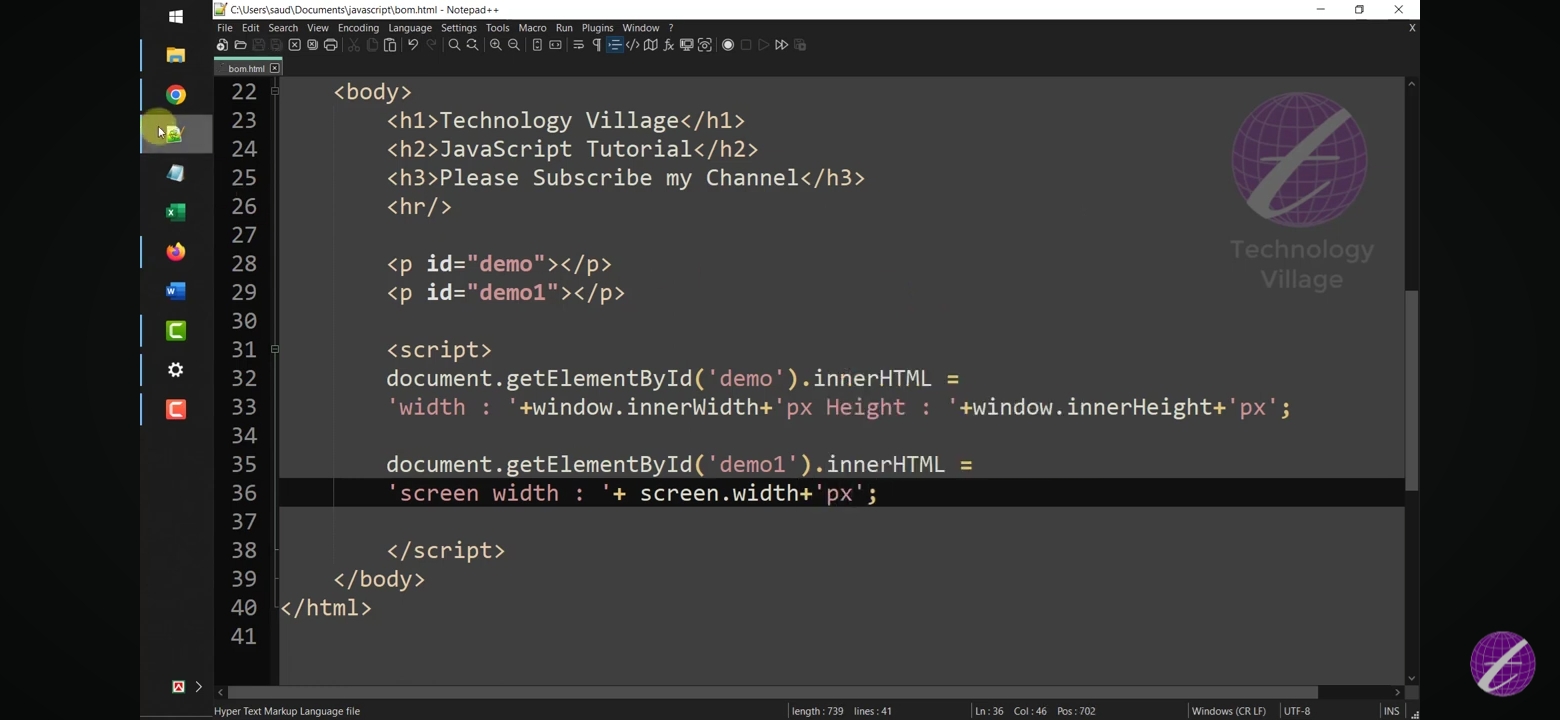 C:\Users\saud\Documents\javascript\bom.html - Notepad++
File Edit Search View Encoding Language Settings Tools Macro Run Plugins Window ? X
bom.html
22 <body>
23 <h1>Technology Village</h1>
24 <h2>JavaScript Tutorial</h2>
25 <h3>Please Subscribe my Channel</h3>
26 <hr/>
27
28 <p id="demo"></p>
29 <p id="demo1"></p>
30
31 <script>
32 document.getElementById('demo').innerHTML =
33 'width : '+window.innerWidth+'px Height : '+window.innerHeight+'px';
34
35 document.getElementById('demo1').innerHTML =
36 'screen width : '+ screen.width+'px';
37
38 </script>
39 </body>
40 </html>
41
Technology
Village
Hyper Text Markup Language file length : 739 lines : 41 Ln : 36 Col : 46 Pos : 702 Windows (CR LF) UTF-8 INS